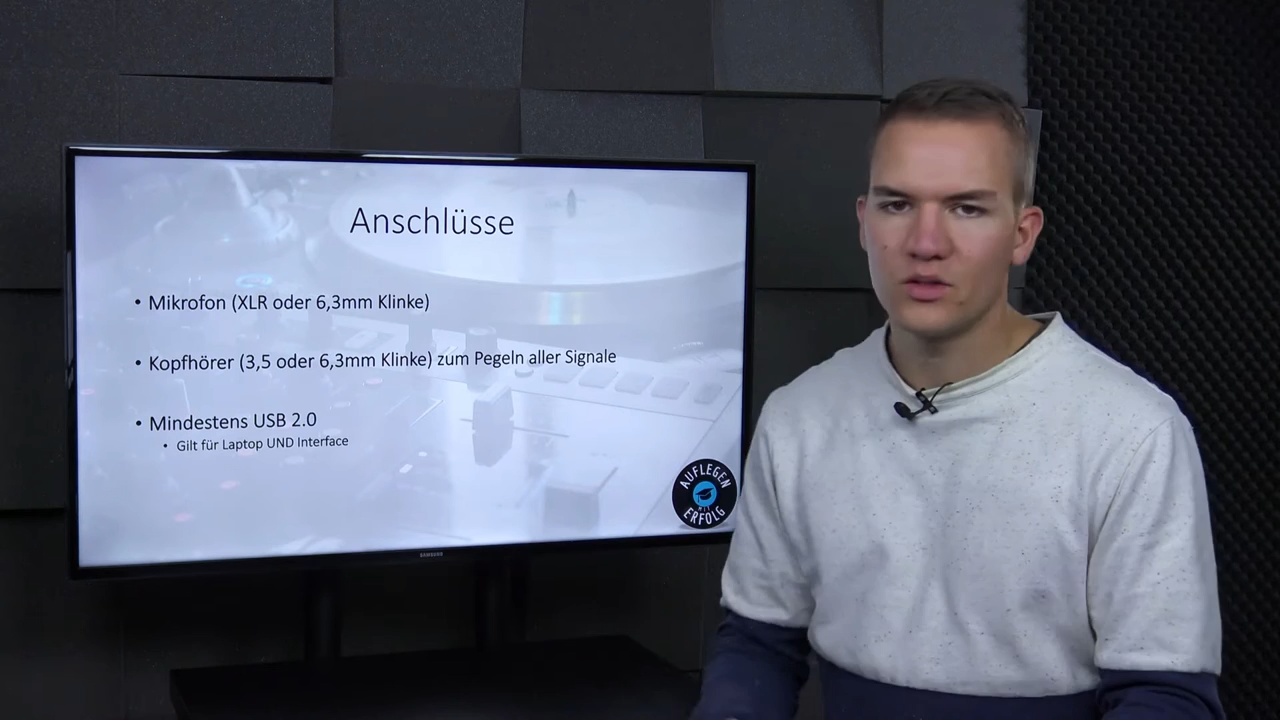 Anschlüsse
• Mikrofon (XLR oder 6,3mm Klinke)
• Kopfhörer (3,5 oder 6,3mm Klinke) zum Pegeln aller Signale
• Mindestens USB 2.0
• Gilt für Laptop UND Interface
AUFLEGEN
MIT
ERFOLG
SAMSUNG